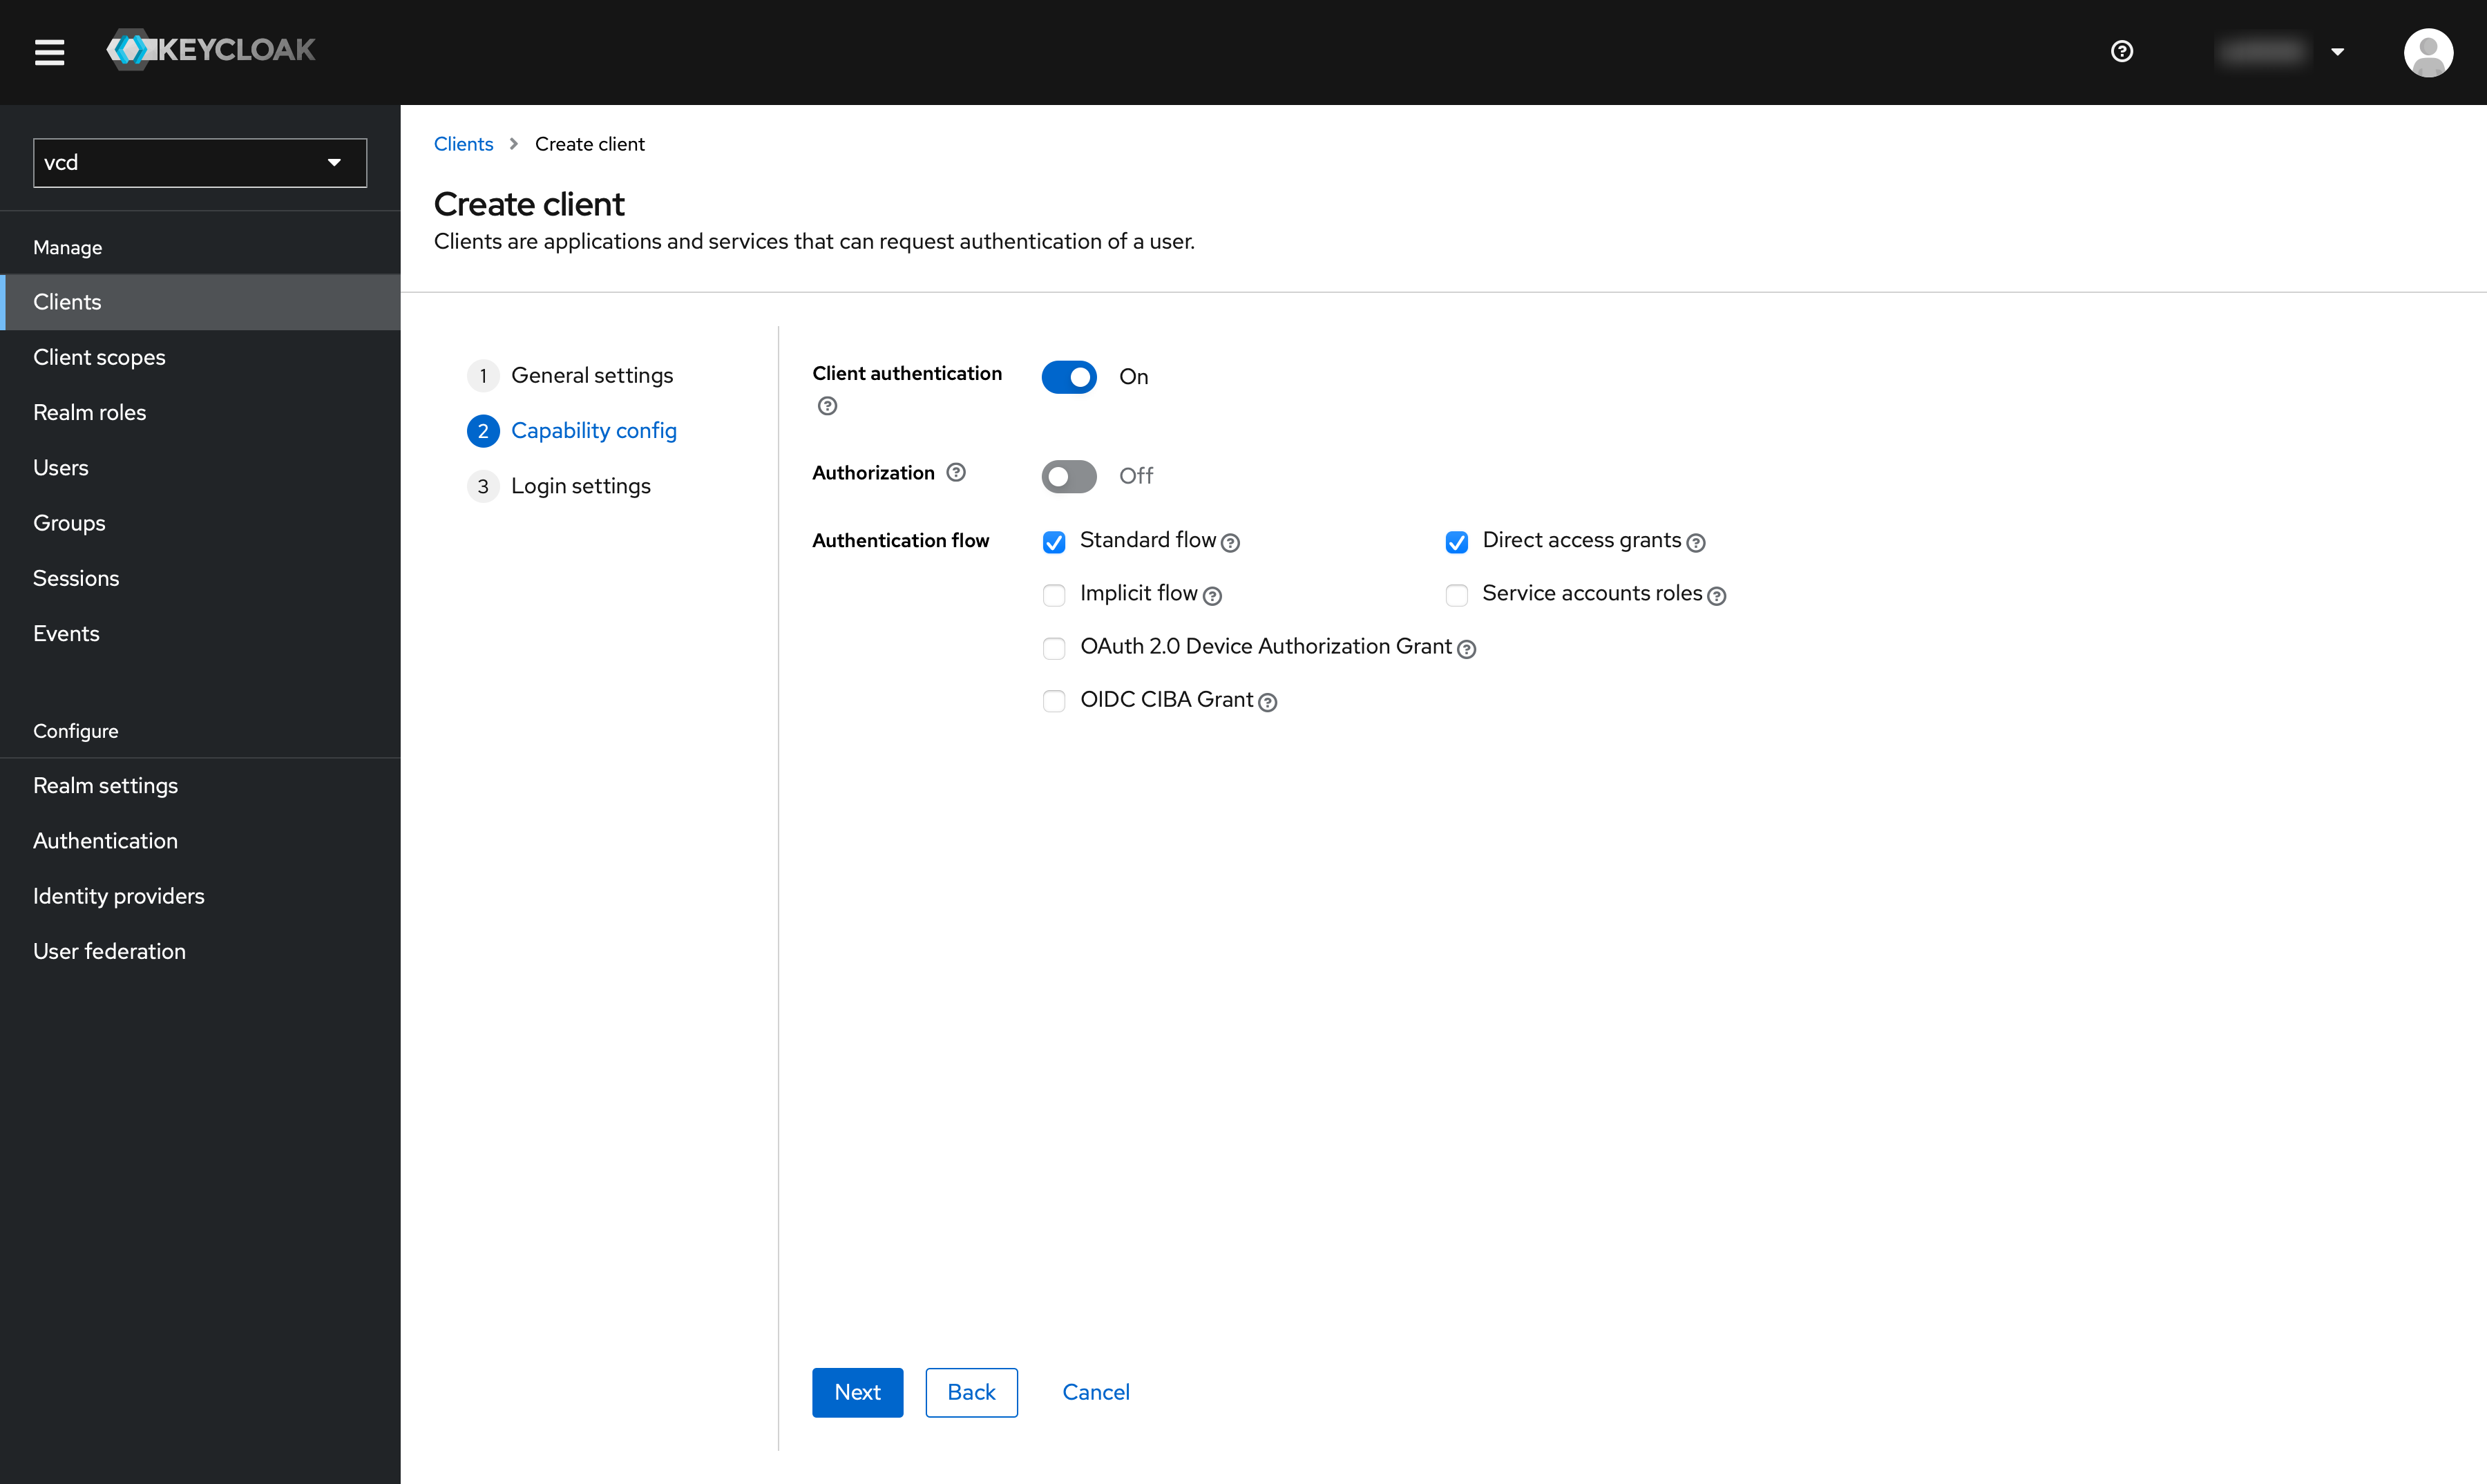 KEYCLOAK
vcd
Manage
Clients
Client scopes
Realm roles
Users
Groups
Sessions
Events
Configure
Realm settings
Authentication
Identity providers
User federation
Clients > Create client
Create client
Clients are applications and services that can request authentication of a user.
1 General settings
2 Capability config
3 Login settings
Client authentication On
Authorization Off
Authentication flow Standard flow Direct access grants
Implicit flow Service accounts roles
OAuth 2.0 Device Authorization Grant
OIDC CIBA Grant
Next Back Cancel